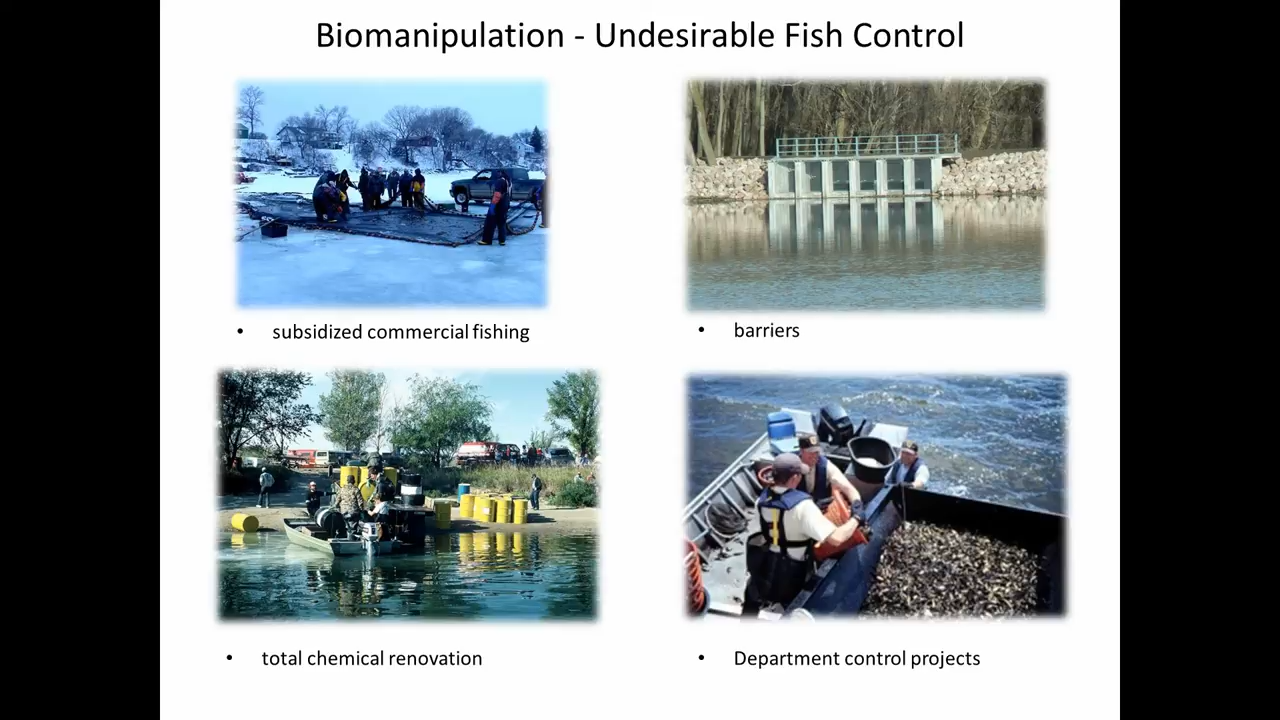 Biomanipulation - Undesirable Fish Control
• subsidized commercial fishing
• barriers
• total chemical renovation
• Department control projects